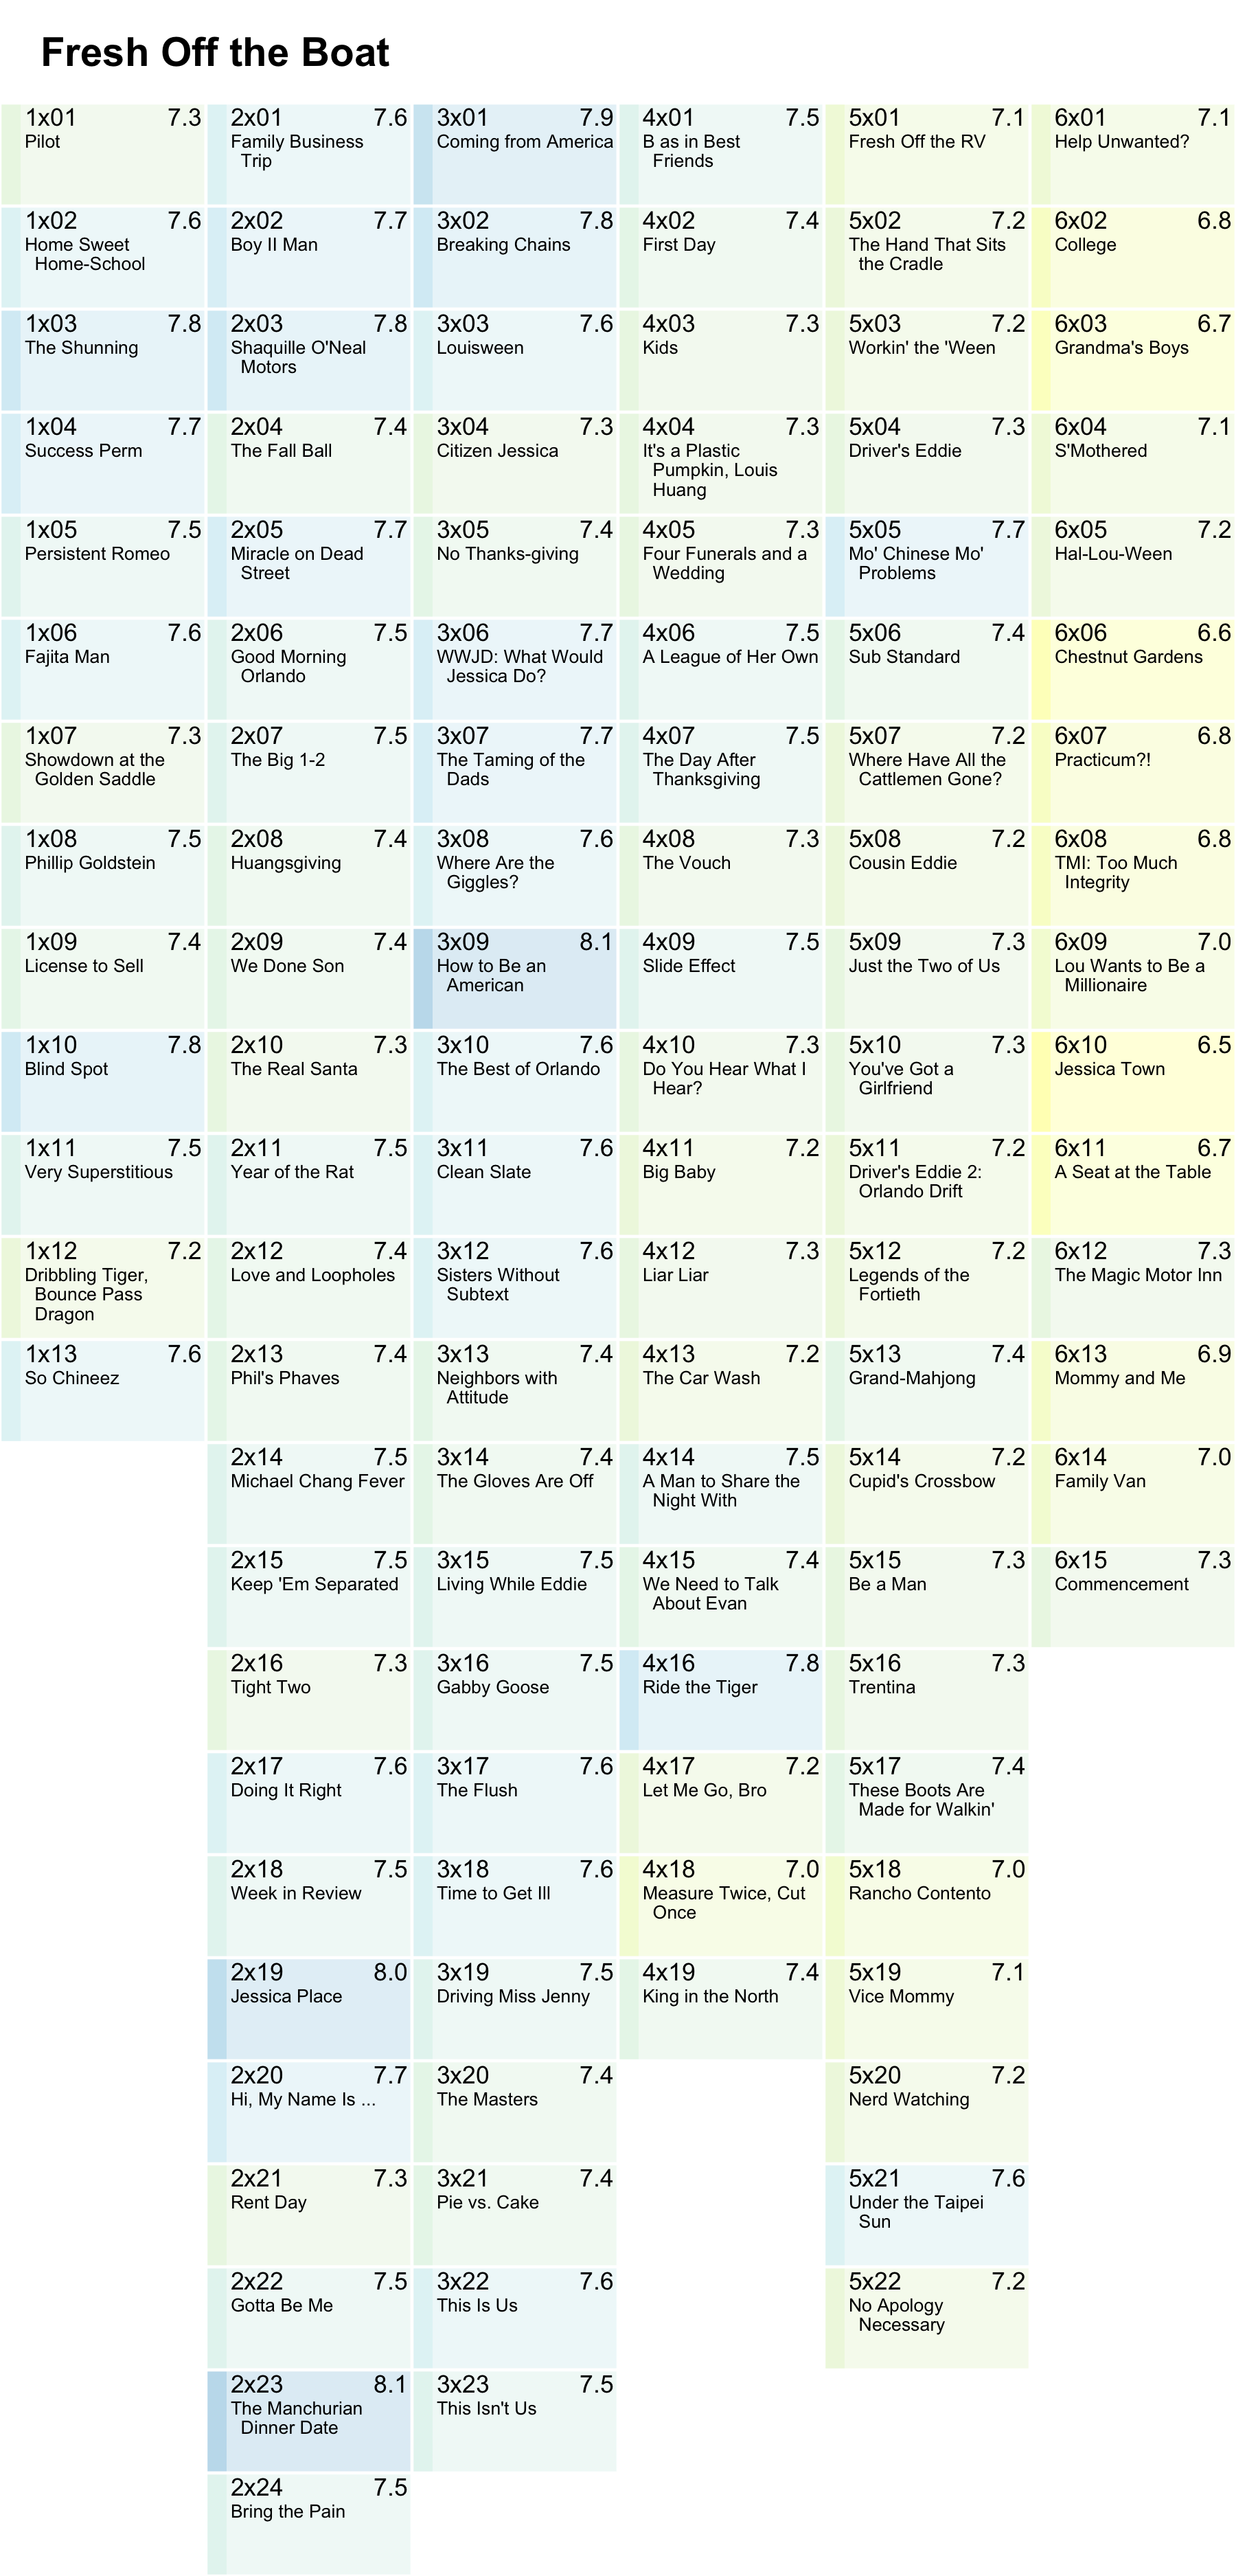 Fresh Off the Boat
1x01 7.3
Pilot
1x02 7.6
Home Sweet
Home-School
1x03 7.8
The Shunning
1x04 7.7
Success Perm
1x05 7.5
Persistent Romeo
1x06 7.6
Fajita Man
1x07 7.3
Showdown at the
Golden Saddle
1x08 7.5
Phillip Goldstein
1x09 7.4
License to Sell
1x10 7.8
Blind Spot
1x11 7.5
Very Superstitious
1x12 7.2
Dribbling Tiger,
Bounce Pass
Dragon
1x13 7.6
So Chineez
2x01 7.6
Family Business
Trip
2x02 7.7
Boy II Man
2x03 7.8
Shaquille O'Neal
Motors
2x04 7.4
The Fall Ball
2x05 7.7
Miracle on Dead
Street
2x06 7.5
Good Morning
Orlando
2x07 7.5
The Big 1-2
2x08 7.4
Huangsgiving
2x09 7.4
We Done Son
2x10 7.3
The Real Santa
2x11 7.5
Year of the Rat
2x12 7.4
Love and Loopholes
2x13 7.4
Phil's Phaves
2x14 7.5
Michael Chang Fever
2x15 7.5
Keep 'Em Separated
2x16 7.3
Tight Two
2x17 7.6
Doing It Right
2x18 7.5
Week in Review
2x19 8.0
Jessica Place
2x20 7.7
Hi, My Name Is ...
2x21 7.3
Rent Day
2x22 7.5
Gotta Be Me
2x23 8.1
The Manchurian
Dinner Date
2x24 7.5
Bring the Pain
3x01 7.9
Coming from America
3x02 7.8
Breaking Chains
3x03 7.6
Louisween
3x04 7.3
Citizen Jessica
3x05 7.4
No Thanks-giving
3x06 7.7
WWJD: What Would
Jessica Do?
3x07 7.7
The Taming of the
Dads
3x08 7.6
Where Are the
Giggles?
3x09 8.1
How to Be an
American
3x10 7.6
The Best of Orlando
3x11 7.6
Clean Slate
3x12 7.6
Sisters Without
Subtext
3x13 7.4
Neighbors with
Attitude
3x14 7.4
The Gloves Are Off
3x15 7.5
Living While Eddie
3x16 7.5
Gabby Goose
3x17 7.6
The Flush
3x18 7.6
Time to Get Ill
3x19 7.5
Driving Miss Jenny
3x20 7.4
The Masters
3x21 7.4
Pie vs. Cake
3x22 7.6
This Is Us
3x23 7.5
This Isn't Us
4x01 7.5
B as in Best
Friends
4x02 7.4
First Day
4x03 7.3
Kids
4x04 7.3
It's a Plastic
Pumpkin, Louis
Huang
4x05 7.3
Four Funerals and a
Wedding
4x06 7.5
A League of Her Own
4x07 7.5
The Day After
Thanksgiving
4x08 7.3
The Vouch
4x09 7.5
Slide Effect
4x10 7.3
Do You Hear What I
Hear?
4x11 7.2
Big Baby
4x12 7.3
Liar Liar
4x13 7.2
The Car Wash
4x14 7.5
A Man to Share the
Night With
4x15 7.4
We Need to Talk
About Evan
4x16 7.8
Ride the Tiger
4x17 7.2
Let Me Go, Bro
4x18 7.0
Measure Twice, Cut
Once
4x19 7.4
King in the North
5x01 7.1
Fresh Off the RV
5x02 7.2
The Hand That Sits
the Cradle
5x03 7.2
Workin' the 'Ween
5x04 7.3
Driver's Eddie
5x05 7.7
Mo' Chinese Mo'
Problems
5x06 7.4
Sub Standard
5x07 7.2
Where Have All the
Cattlemen Gone?
5x08 7.2
Cousin Eddie
5x09 7.3
Just the Two of Us
5x10 7.3
You've Got a
Girlfriend
5x11 7.2
Driver's Eddie 2:
Orlando Drift
5x12 7.2
Legends of the
Fortieth
5x13 7.4
Grand-Mahjong
5x14 7.2
Cupid's Crossbow
5x15 7.3
Be a Man
5x16 7.3
Trentina
5x17 7.4
These Boots Are
Made for Walkin'
5x18 7.0
Rancho Contento
5x19 7.1
Vice Mommy
5x20 7.2
Nerd Watching
5x21 7.6
Under the Taipei
Sun
5x22 7.2
No Apology
Necessary
6x01 7.1
Help Unwanted?
6x02 6.8
College
6x03 6.7
Grandma's Boys
6x04 7.1
S'Mothered
6x05 7.2
Hal-Lou-Ween
6x06 6.6
Chestnut Gardens
6x07 6.8
Practicum?!
6x08 6.8
TMI: Too Much
Integrity
6x09 7.0
Lou Wants to Be a
Millionaire
6x10 6.5
Jessica Town
6x11 6.7
A Seat at the Table
6x12 7.3
The Magic Motor Inn
6x13 6.9
Mommy and Me
6x14 7.0
Family Van
6x15 7.3
Commencement